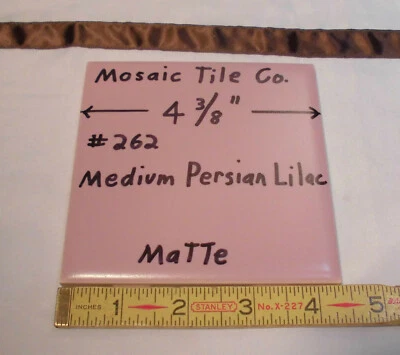 Mosaic Tile Co.
4 3/8"
#262
Medium Persian Lilac
MaTTe
1 2 STANLEY 3 No. X-227 4 5